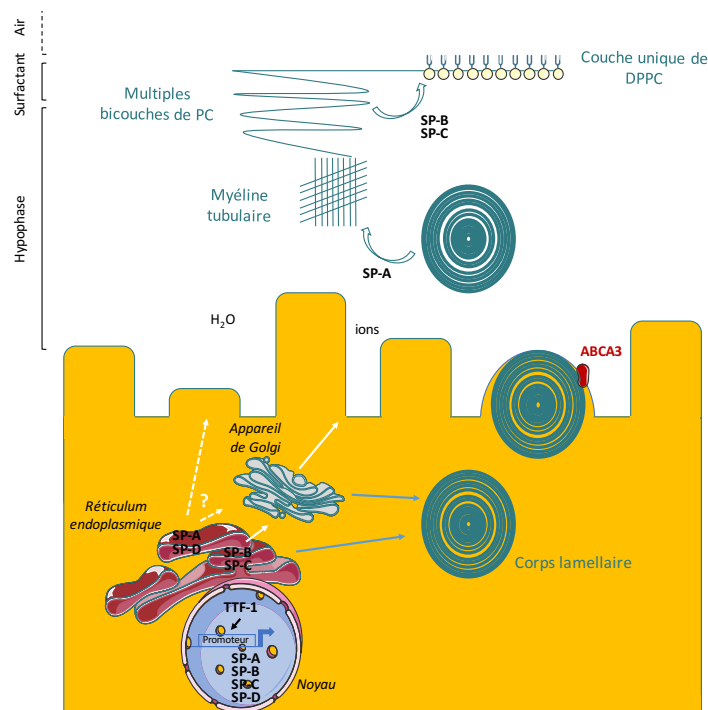 Air
Surfactant
Hypophase
Couche unique de
DPPC
Multiples
bicouches de PC
SP-B
SP-C
Myéline
tubulaire
SP-A
H₂O
ions
ABCA3
Appareil
de Golgi
?
Réticulum
endoplasmique
SP-A
SP-D
SP-B
SP-C
Corps lamellaire
TTF-1
Promoteur
SP-A
SP-B
SP-C
SP-D
Noyau